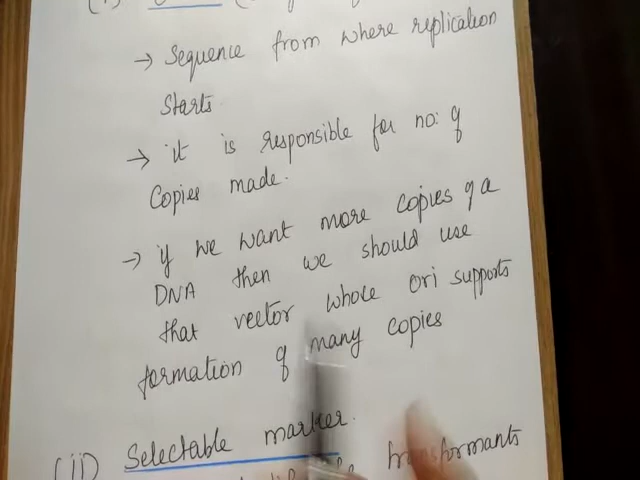 → Sequence from where replication
Starts.
→ it is responsible for no: of
Copies made.
→ if we want more copies of a
DNA then we should use
that vector whose ori supports
formation of many copies
(ii) Selectable marker.
transformants